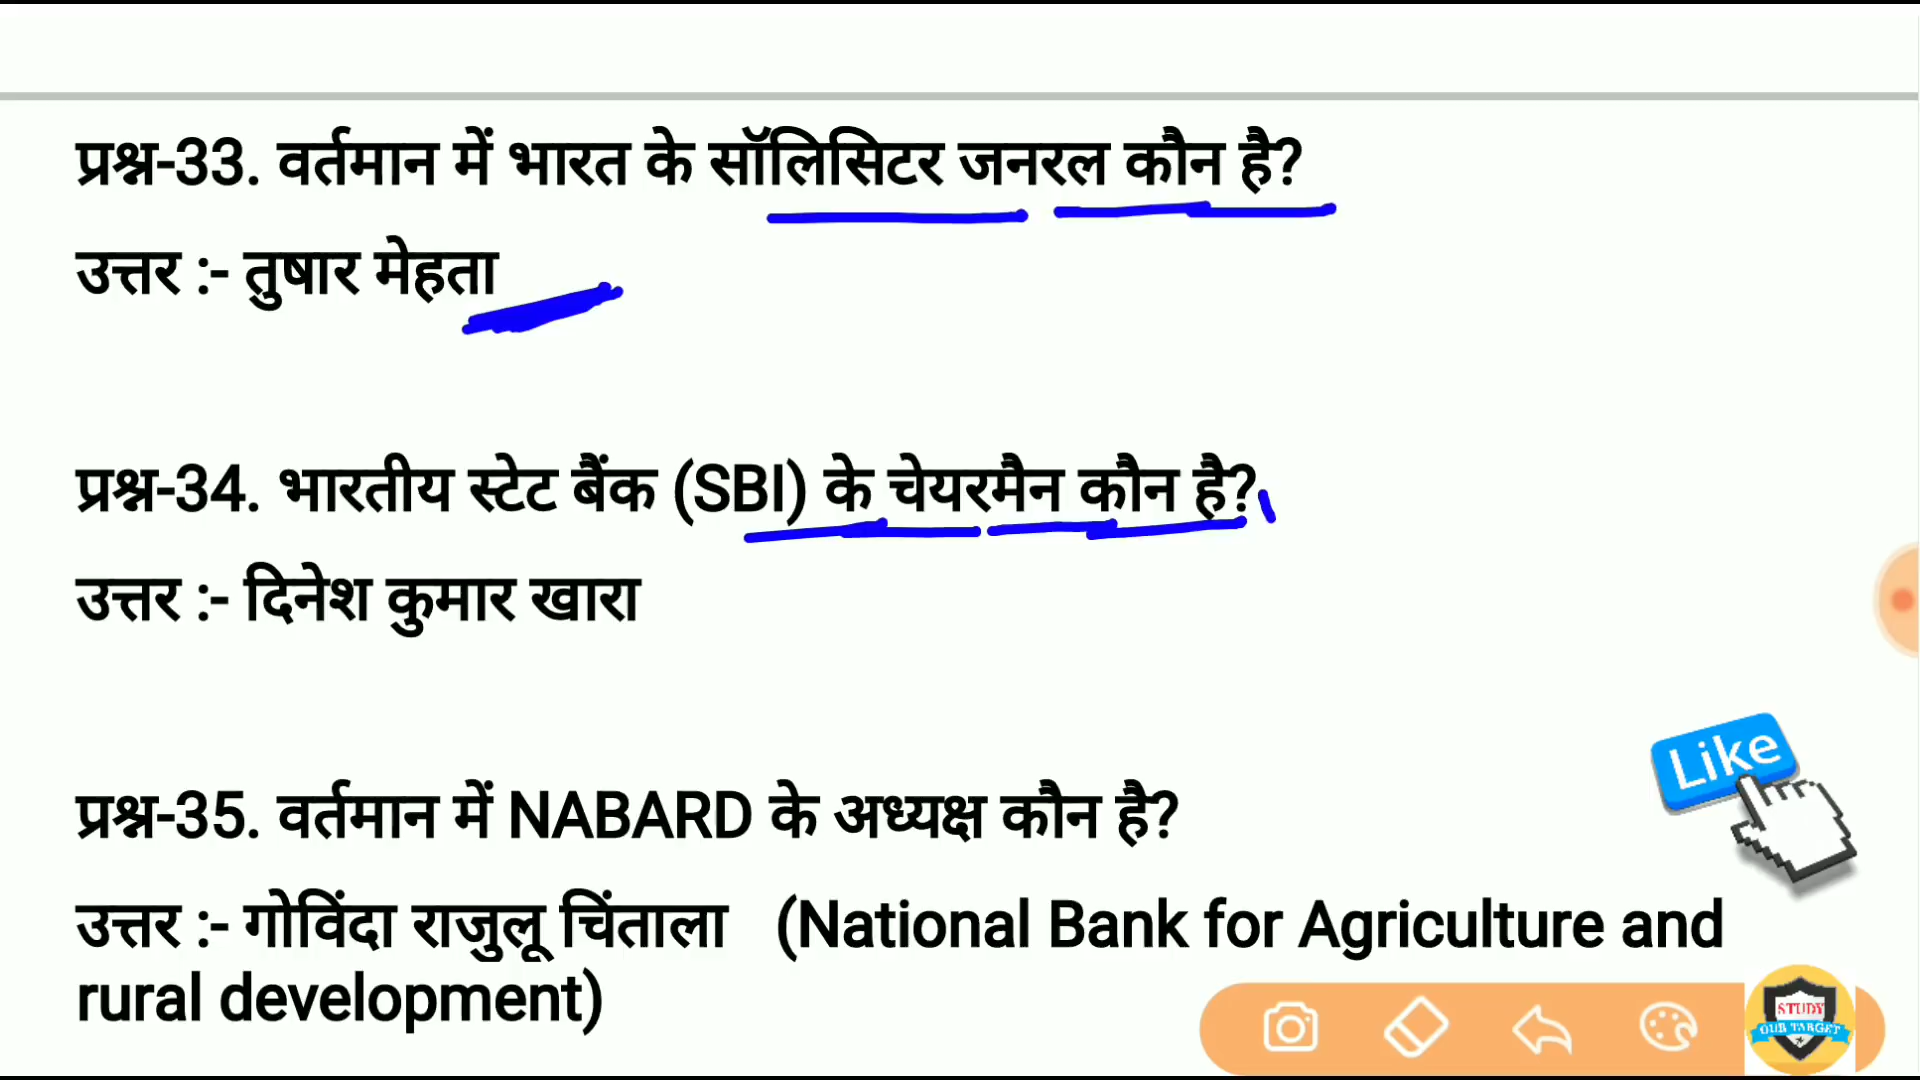 प्रश्न-33. वर्तमान में भारत के सॉलिसिटर जनरल कौन है?
उत्तर :- तुषार मेहता
प्रश्न-34. भारतीय स्टेट बैंक (SBI) के चेयरमैन कौन है?
उत्तर :- दिनेश कुमार खारा
प्रश्न-35. वर्तमान में NABARD के अध्यक्ष कौन है?
उत्तर :- गोविंदा राजुलू चिंताला (National Bank for Agriculture and
rural development)
Like
STUDY
OUR TARGET